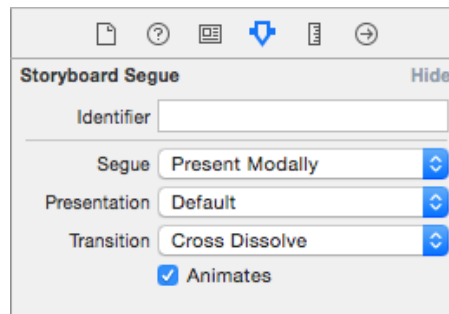 Storyboard Segue Hide
Identifier
Segue Present Modally
Presentation Default
Transition Cross Dissolve
Animates